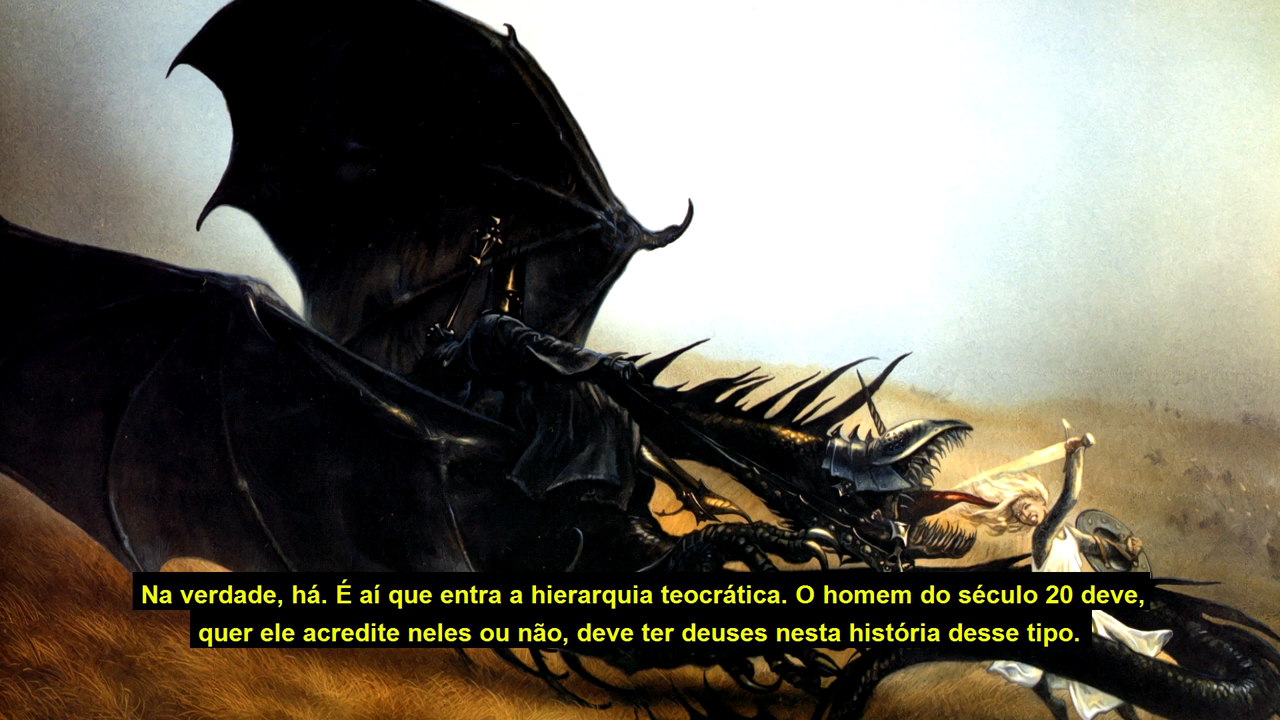 Na verdade, há. É aí que entra a hierarquia teocrática. O homem do século 20 deve,
quer ele acredite neles ou não, deve ter deuses nesta história desse tipo.